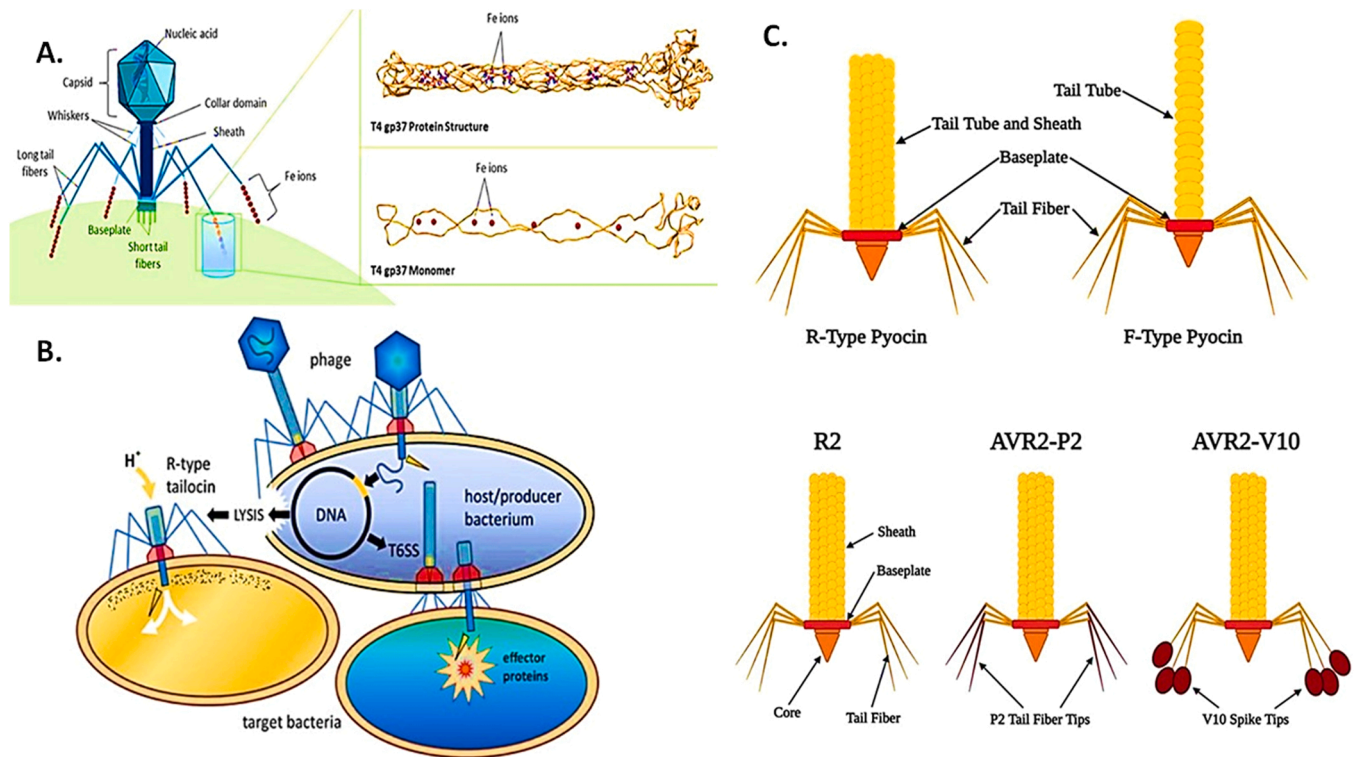 A.
Nucleic acid
Capsid
Collar domain
Whiskers
Sheath
Long tail
fibers
Fe ions
Baseplate
Short tail
fibers
Fe ions
T4 gp37 Protein Structure
Fe ions
T4 gp37 Monomer
B.
phage
H+
R-type
tailocin
LYSIS
DNA
host/producer
bacterium
T6SS
effector
proteins
target bacteria
C.
Tail Tube
Tail Tube and Sheath
Baseplate
Tail Fiber
R-Type Pyocin
F-Type Pyocin
R2
AVR2-P2
AVR2-V10
Sheath
Baseplate
Core
Tail Fiber
P2 Tail Fiber Tips
V10 Spike Tips